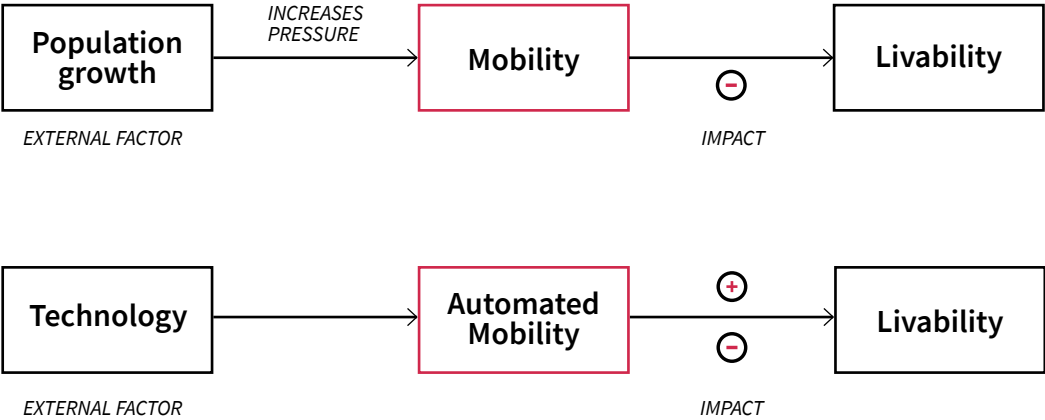 INCREASES
PRESSURE
Population
growth
Mobility
−
Livability
EXTERNAL FACTOR
IMPACT
Technology
Automated
Mobility
+
−
Livability
EXTERNAL FACTOR
IMPACT